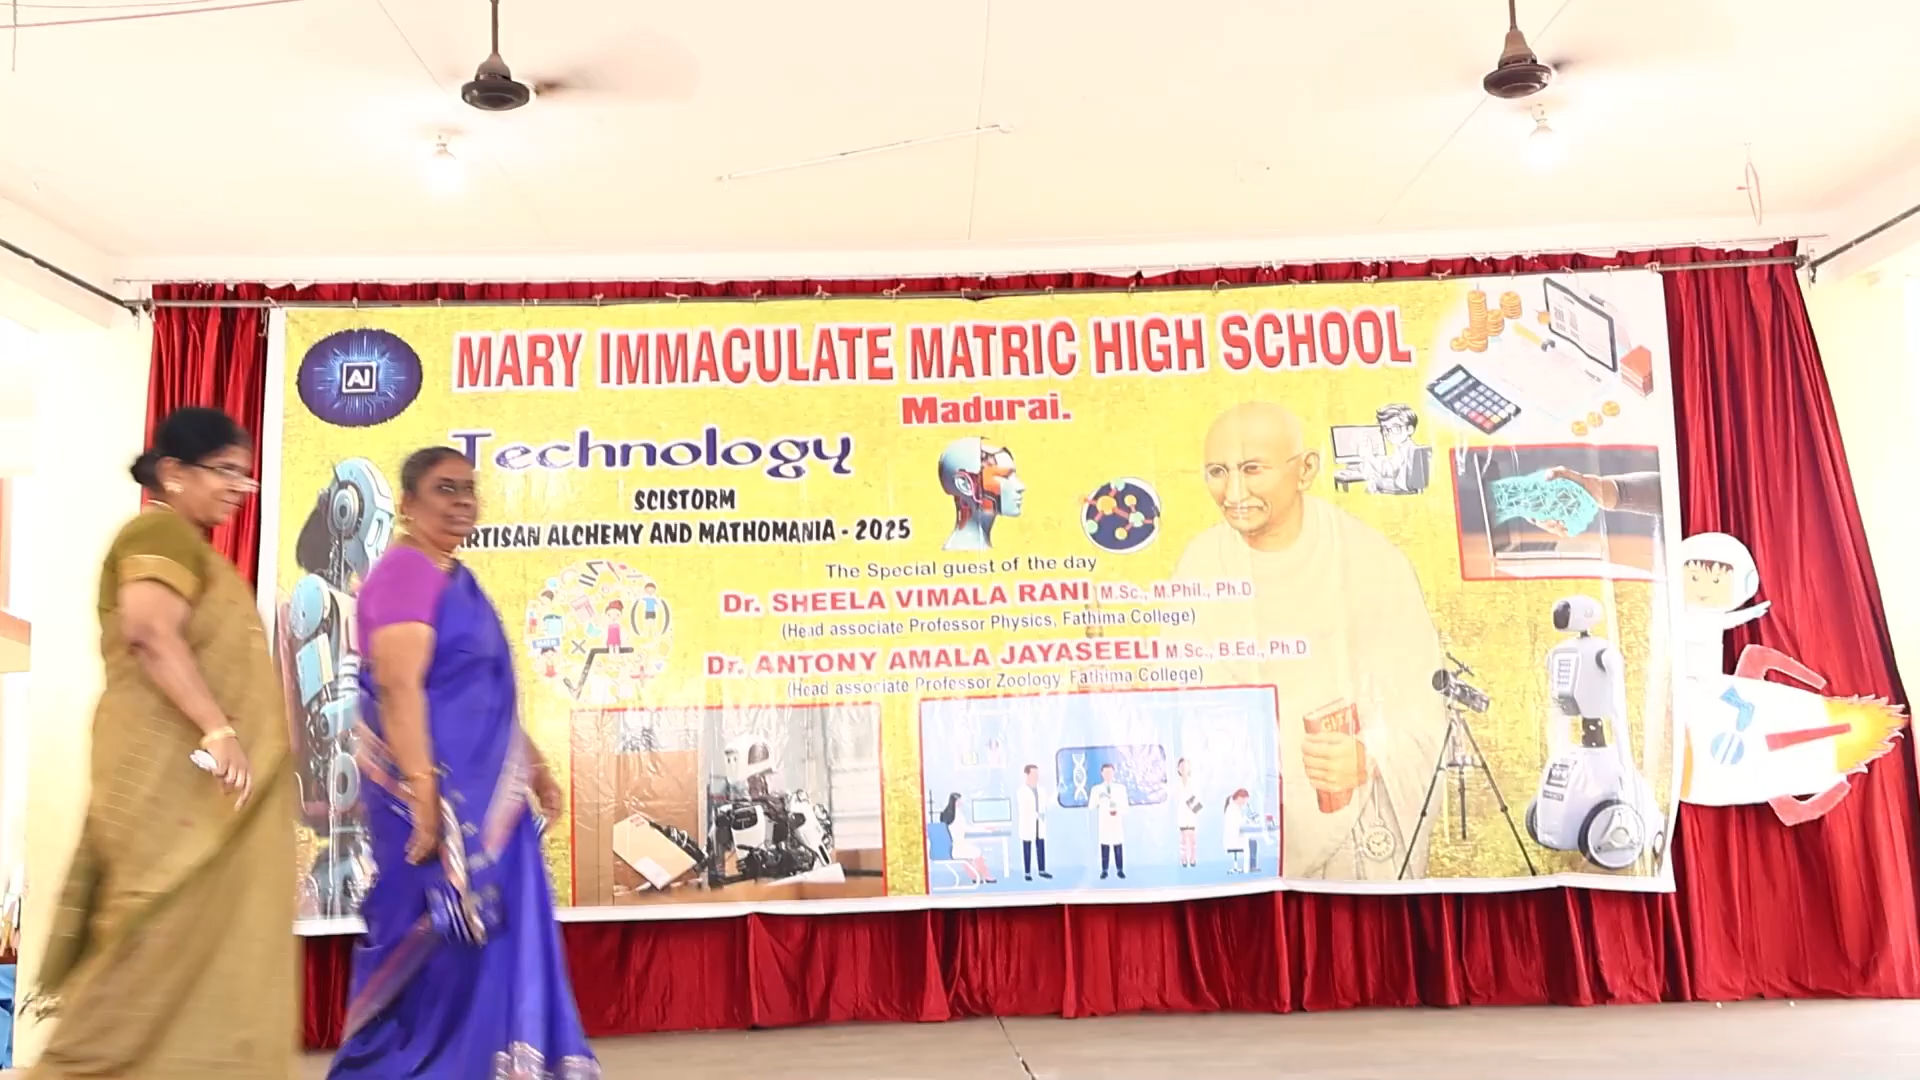 AI
MARY IMMACULATE MATRIC HIGH SCHOOL
Madurai.
Technology
SCISTORM
ARTISAN ALCHEMY AND MATHOMANIA - 2025
The Special guest of the day
Dr. SHEELA VIMALA RANI M.Sc., M.Phil., Ph.D
(Head associate Professor Physics, Fathima College)
Dr. ANTONY AMALA JAYASEELI M.Sc., B.Ed., Ph.D
(Head associate Professor Zoology, Fathima College)
MATH